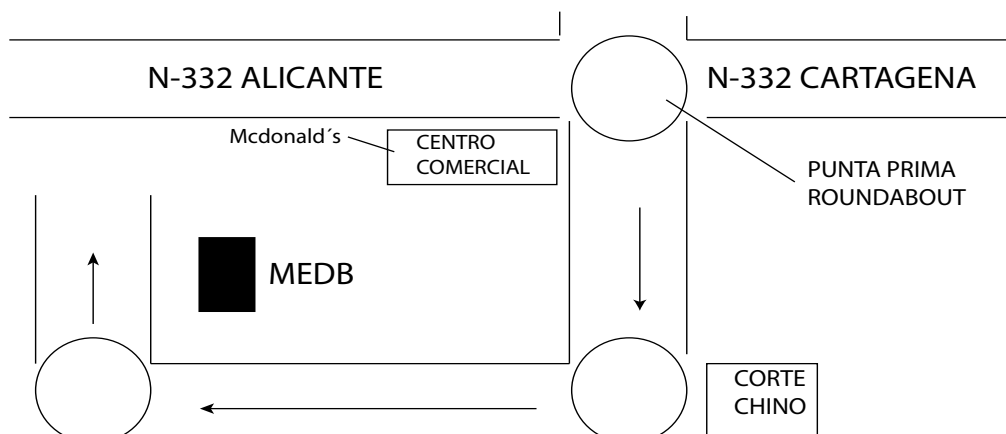 N-332 ALICANTE
N-332 CARTAGENA
Mcdonald´s
CENTRO
COMERCIAL
PUNTA PRIMA
ROUNDABOUT
MEDB
CORTE
CHINO